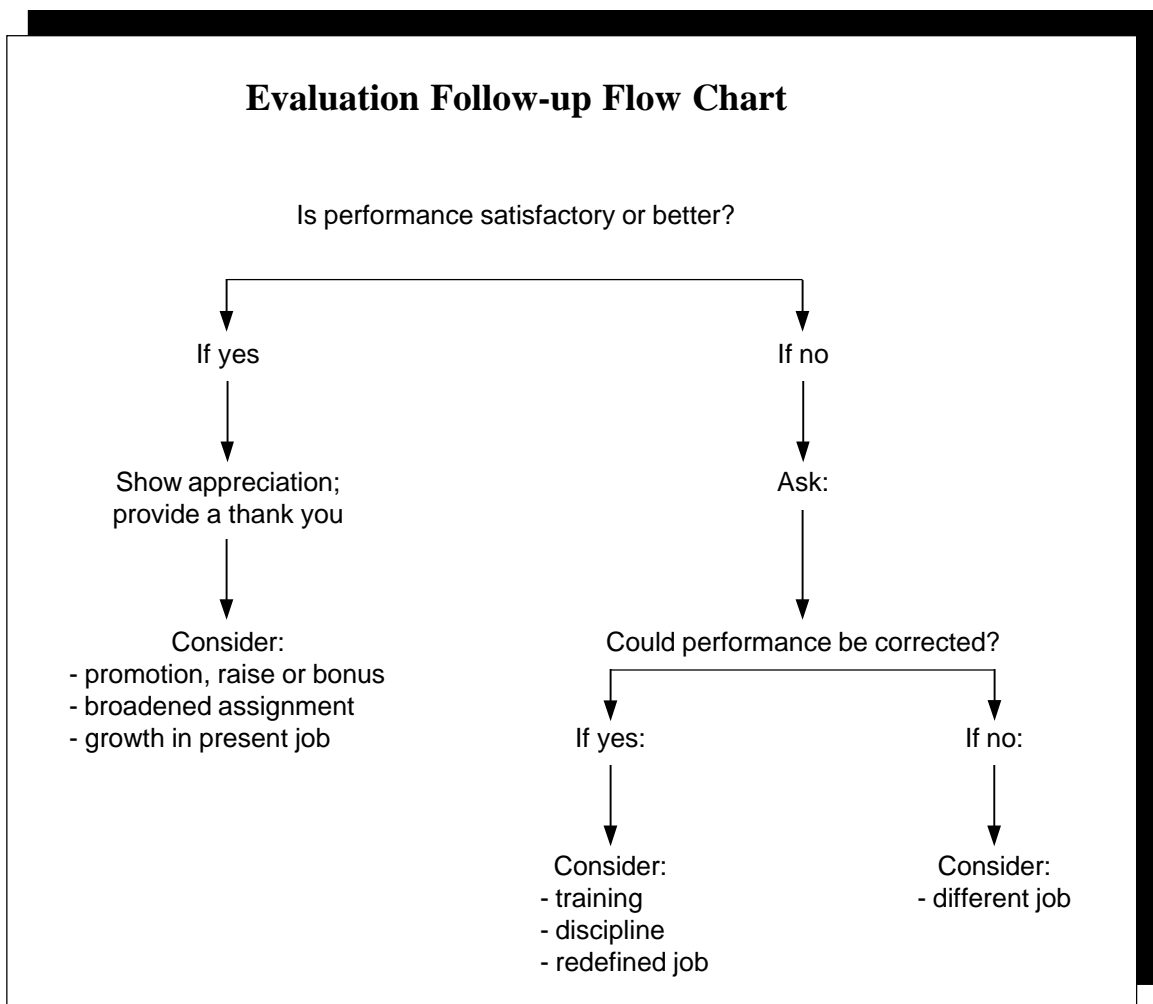 Evaluation Follow-up Flow Chart
Is performance satisfactory or better?
If yes
If no
Show appreciation;
provide a thank you
Ask:
Consider:
- promotion, raise or bonus
- broadened assignment
- growth in present job
Could performance be corrected?
If yes:
If no:
Consider:
- training
- discipline
- redefined job
Consider:
- different job